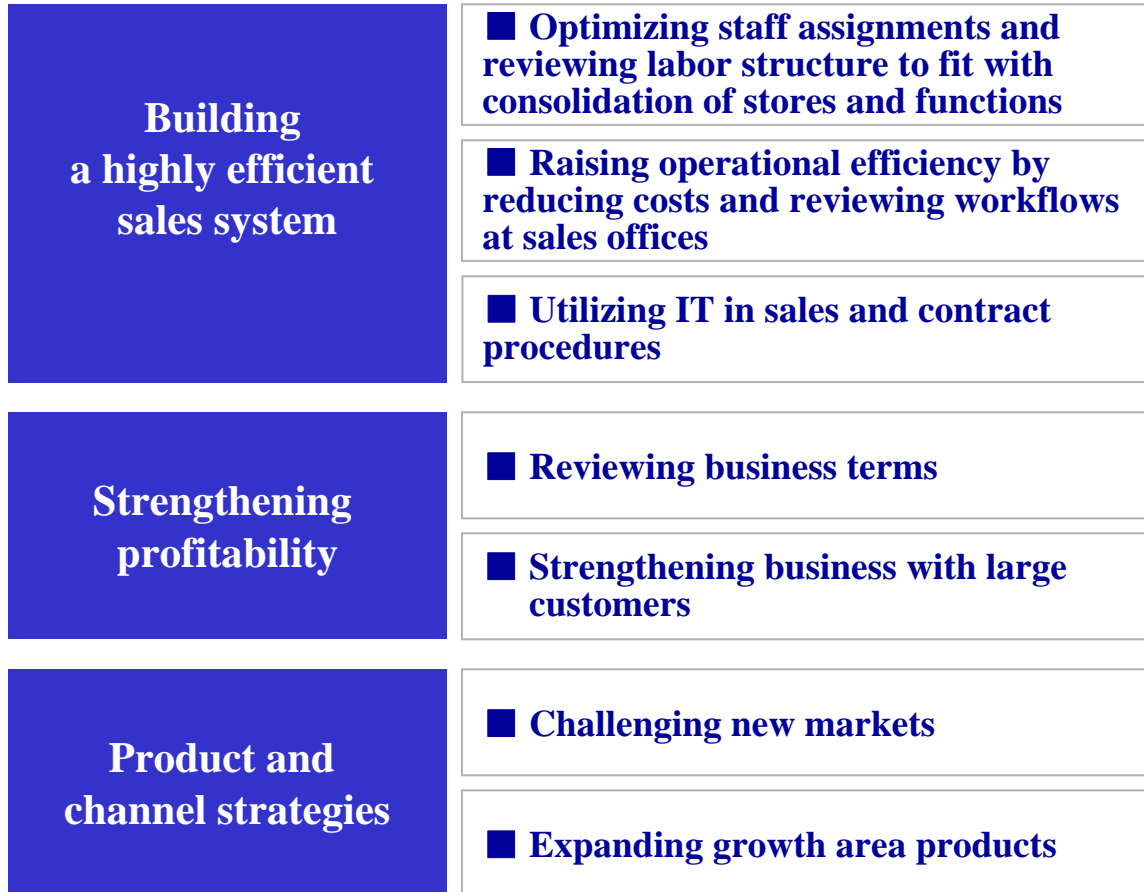 Building
a highly efficient
sales system
■ Optimizing staff assignments and
reviewing labor structure to fit with
consolidation of stores and functions
■ Raising operational efficiency by
reducing costs and reviewing workflows
at sales offices
■ Utilizing IT in sales and contract
procedures
Strengthening
profitability
■ Reviewing business terms
■ Strengthening business with large
customers
Product and
channel strategies
■ Challenging new markets
■ Expanding growth area products